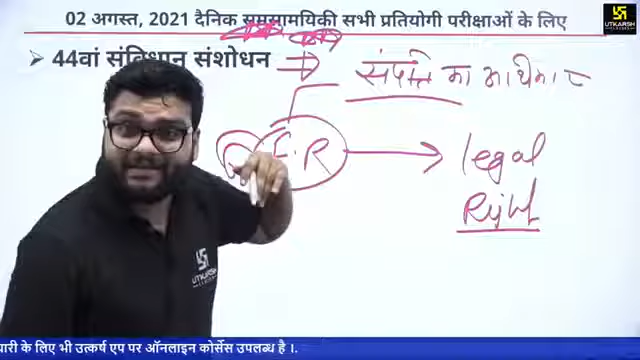 02 अगस्त, 2021 दैनिक समसामयिकी सभी प्रतियोगी परीक्षाओं के लिए
UTKARSH
44वां संविधान संशोधन
संपत्ति का अधिकार
F.R
legal
Right
UTKARSH
यारी के लिए भी उत्कर्ष एप पर ऑनलाइन कोर्सेस उपलब्ध है ।.